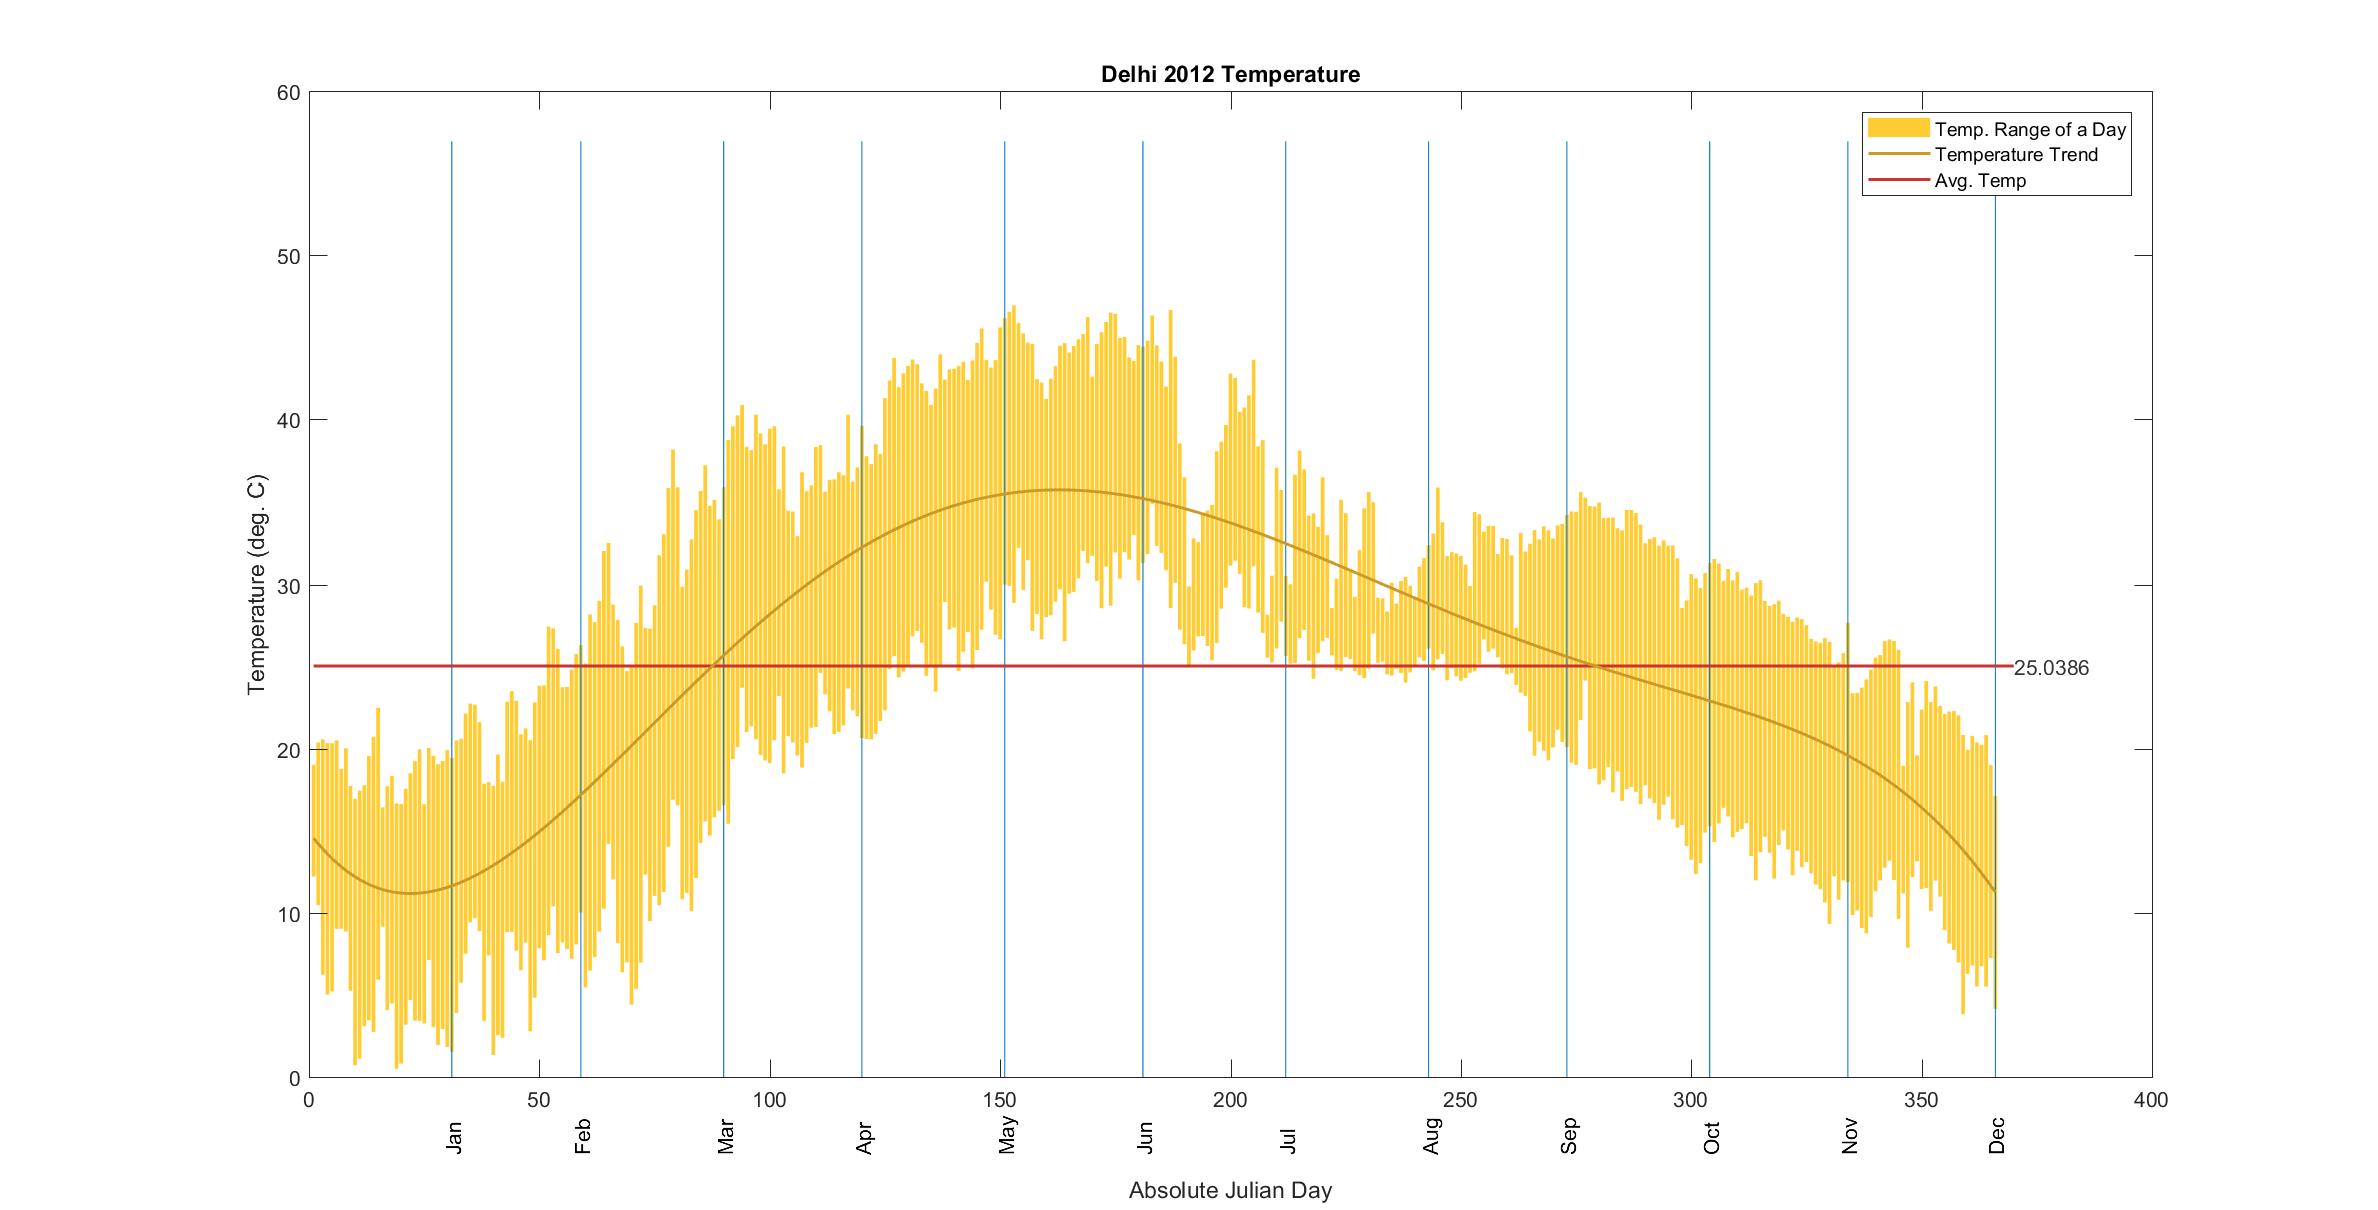 Delhi 2012 Temperature
Temp. Range of a Day
Temperature Trend
Avg. Temp
60
50
40
30
20
10
0
Temperature (deg. C)
25.0386
0 50 100 150 200 250 300 350 400
Jan Feb Mar Apr May Jun Jul Aug Sep Oct Nov Dec
Absolute Julian Day